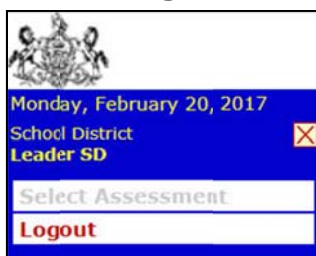 Monday, February 20, 2017
School District
Leader SD
Select Assessment
Logout